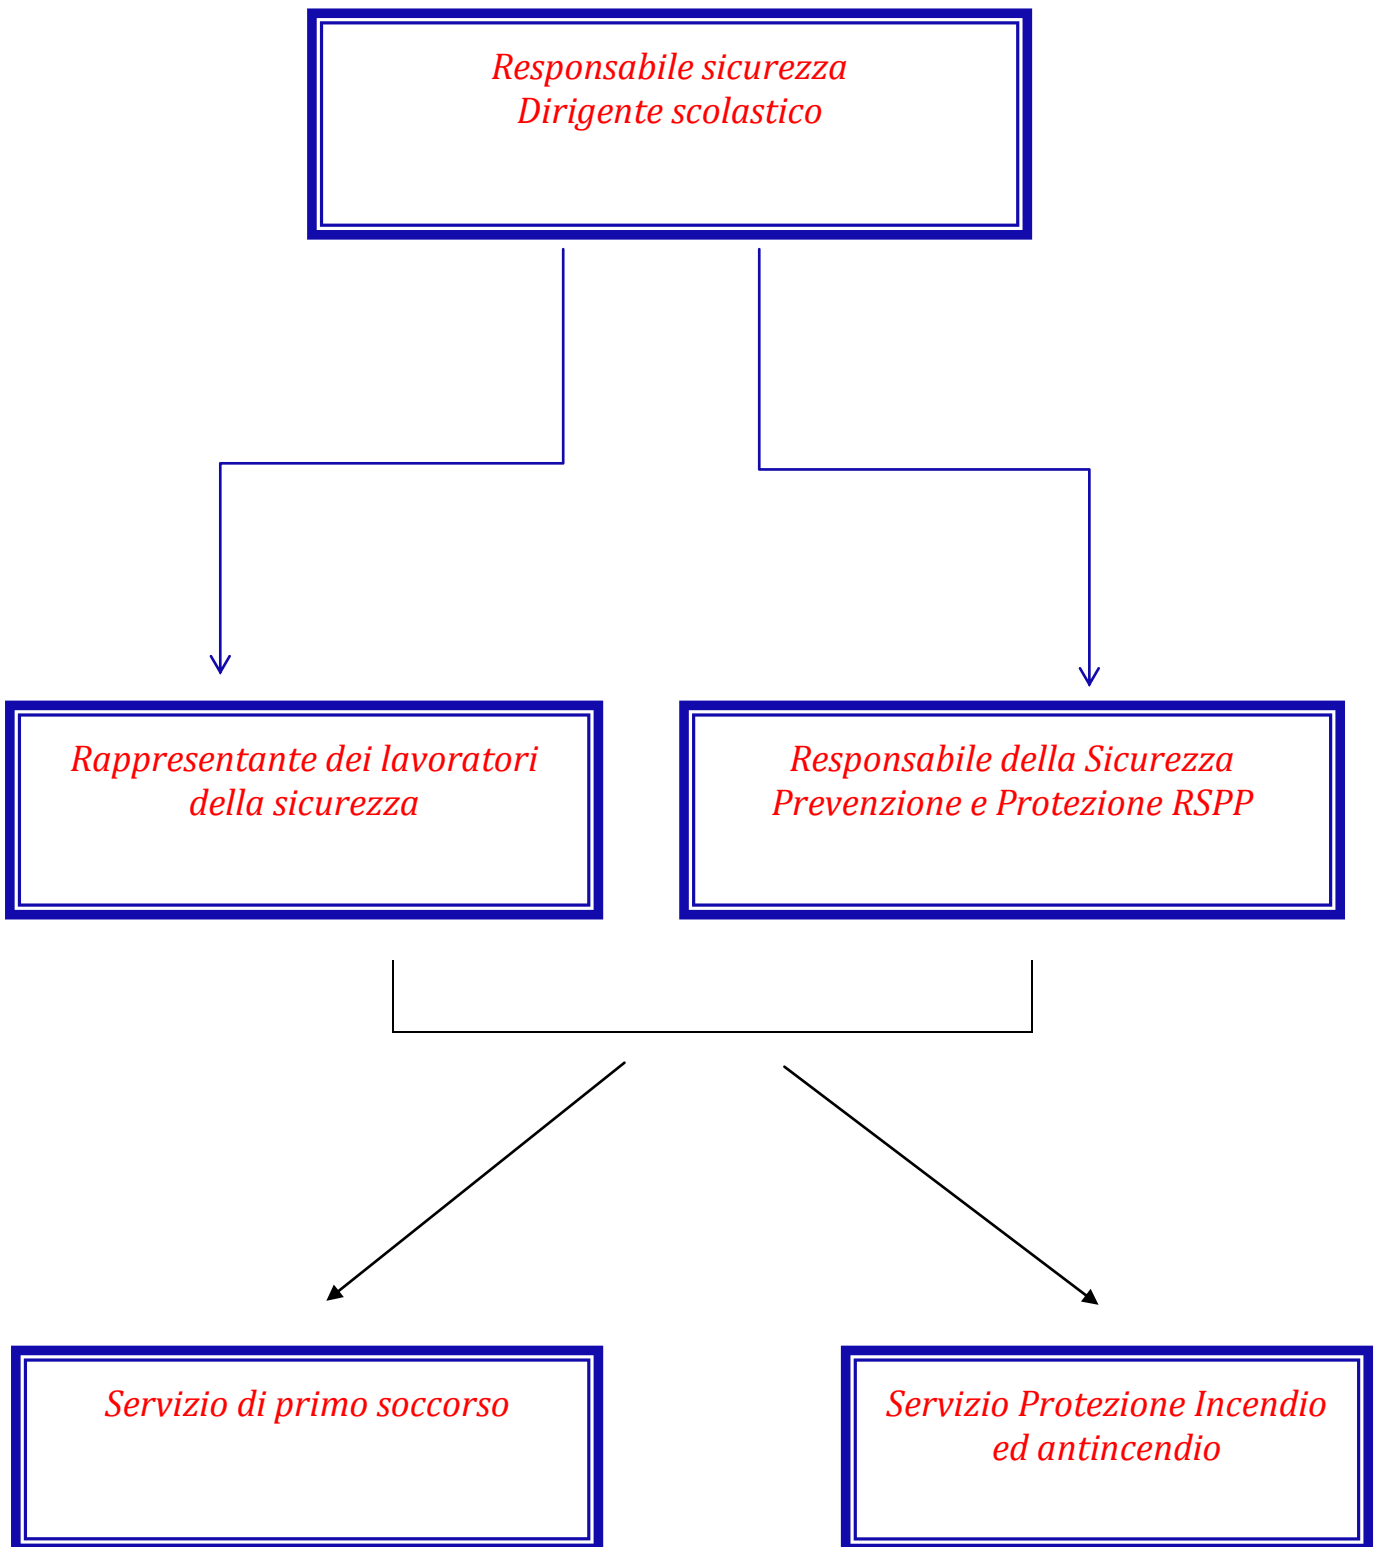 Responsabile sicurezza
Dirigente scolastico
Rappresentante dei lavoratori
della sicurezza
Responsabile della Sicurezza
Prevenzione e Protezione RSPP
Servizio di primo soccorso
Servizio Protezione Incendio
ed antincendio